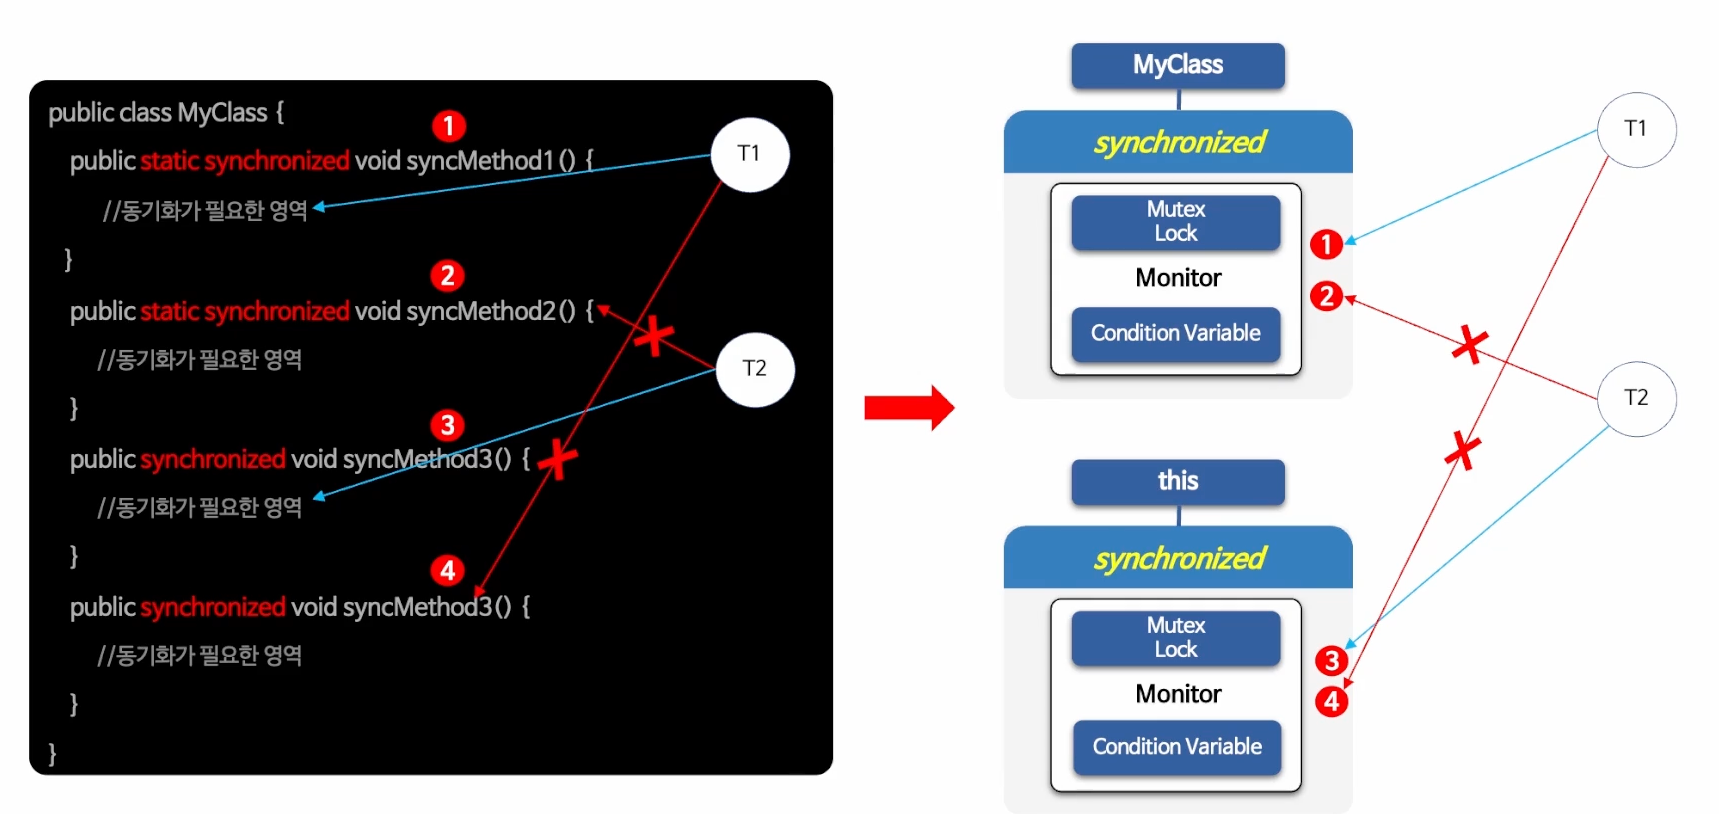 public class MyClass {
1
public static synchronized void syncMethod1() {
//동기화가 필요한 영역
}
2
public static synchronized void syncMethod2() {
//동기화가 필요한 영역
}
3
public synchronized void syncMethod3() {
//동기화가 필요한 영역
}
4
public synchronized void syncMethod3() {
//동기화가 필요한 영역
}
}
T1
T2
MyClass
synchronized
Mutex
Lock
Monitor
Condition Variable
1
2
this
synchronized
Mutex
Lock
Monitor
Condition Variable
3
4
T1
T2